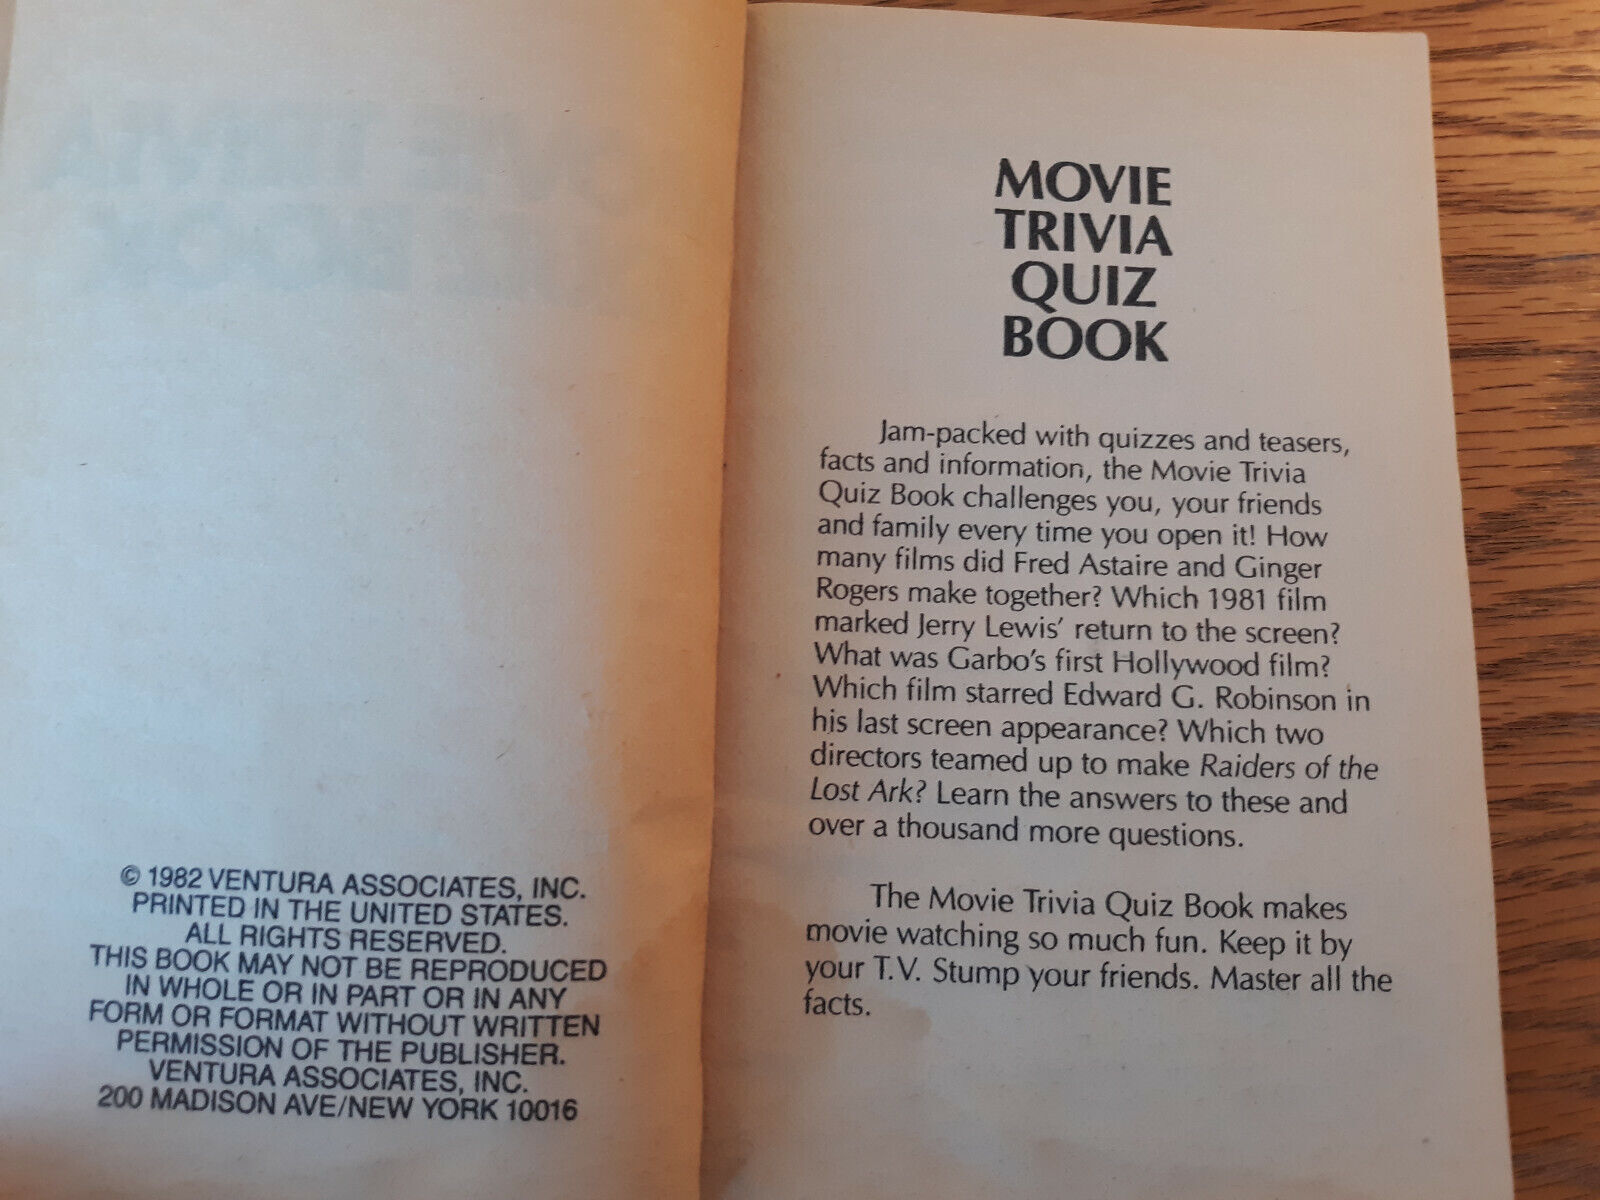 © 1982 VENTURA ASSOCIATES, INC.
PRINTED IN THE UNITED STATES.
ALL RIGHTS RESERVED.
THIS BOOK MAY NOT BE REPRODUCED
IN WHOLE OR IN PART OR IN ANY
FORM OR FORMAT WITHOUT WRITTEN
PERMISSION OF THE PUBLISHER.
VENTURA ASSOCIATES, INC.
200 MADISON AVE/NEW YORK 10016
MOVIE
TRIVIA
QUIZ
BOOK
Jam-packed with quizzes and teasers,
facts and information, the Movie Trivia
Quiz Book challenges you, your friends
and family every time you open it! How
many films did Fred Astaire and Ginger
Rogers make together? Which 1981 film
marked Jerry Lewis' return to the screen?
What was Garbo's first Hollywood film?
Which film starred Edward G. Robinson in
his last screen appearance? Which two
directors teamed up to make Raiders of the
Lost Ark? Learn the answers to these and
over a thousand more questions.
The Movie Trivia Quiz Book makes
movie watching so much fun. Keep it by
your T.V. Stump your friends. Master all the
facts.